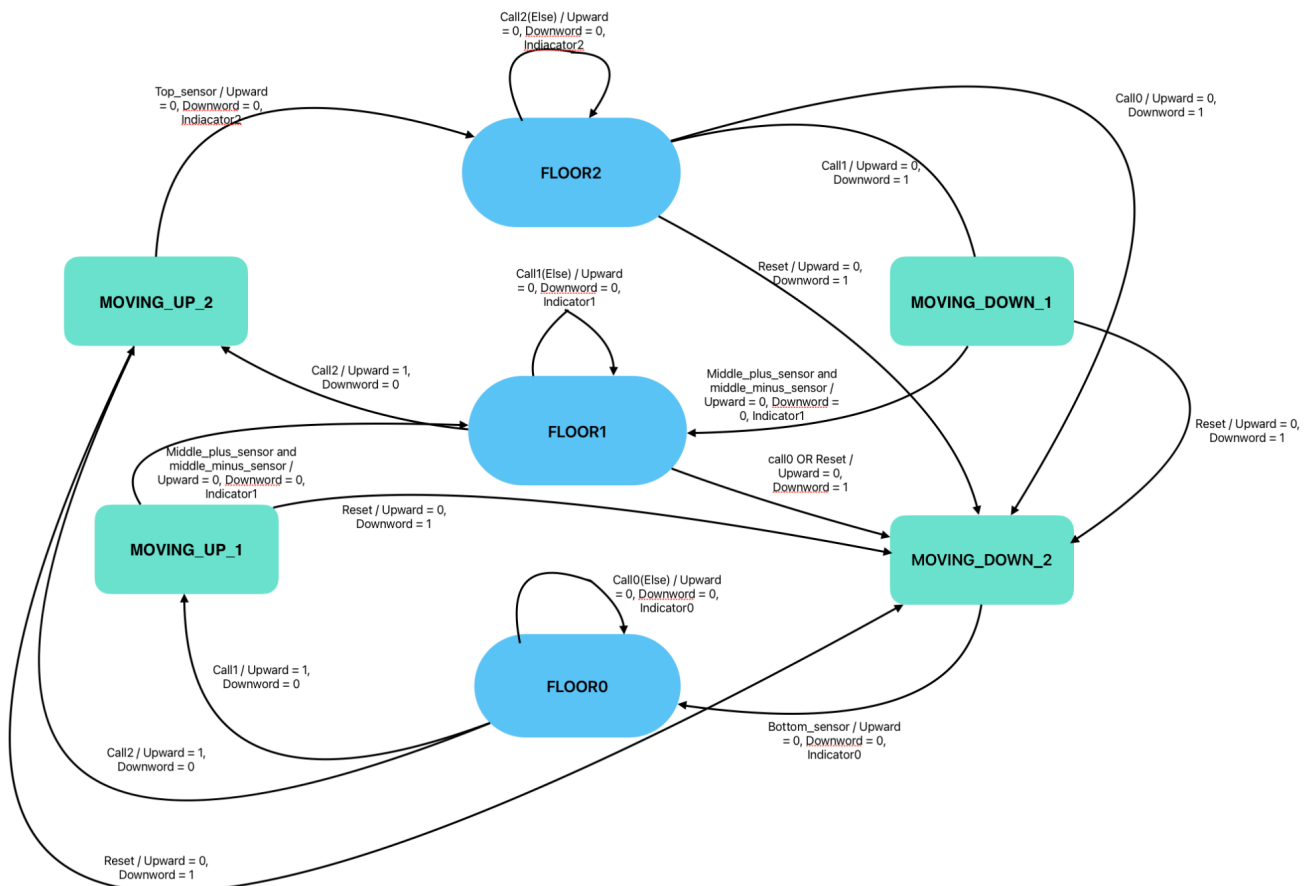 Call2(Else) / Upward
= 0, Downword = 0,
Indiacator2
Top_sensor / Upward
= 0, Downword = 0,
Indiacator2
Call0 / Upward = 0,
Downword = 1
FLOOR2
Call1 / Upward = 0,
Downword = 1
Reset / Upward = 0,
Downword = 1
MOVING_UP_2
Call1(Else) / Upward
= 0, Downword = 0,
Indicator1
MOVING_DOWN_1
Call2 / Upward = 1,
Downword = 0
Middle_plus_sensor and
middle_minus_sensor /
Upward = 0, Downword =
0, Indicator1
FLOOR1
Reset / Upward = 0,
Downword = 1
Middle_plus_sensor and
middle_minus_sensor /
Upward = 0, Downword = 0,
Indicator1
call0 OR Reset /
Upward = 0,
Downword = 1
Reset / Upward = 0,
Downword = 1
MOVING_UP_1
MOVING_DOWN_2
Call0(Else) / Upward
= 0, Downword = 0,
Indicator0
Call1 / Upward = 1,
Downword = 0
FLOOR0
Call2 / Upward = 1,
Downword = 0
Bottom_sensor / Upward
= 0, Downword = 0,
Indicator0
Reset / Upward = 0,
Downword = 1